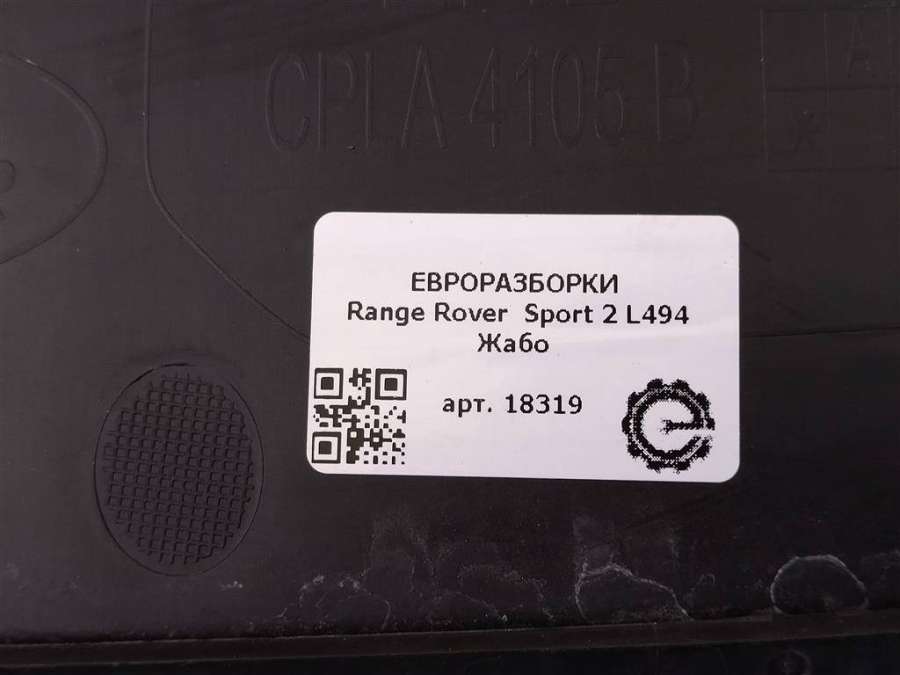 CPLA 4105 B
ЕВРОРАЗБОРКИ
Range Rover Sport 2 L494
Жабо
арт. 18319